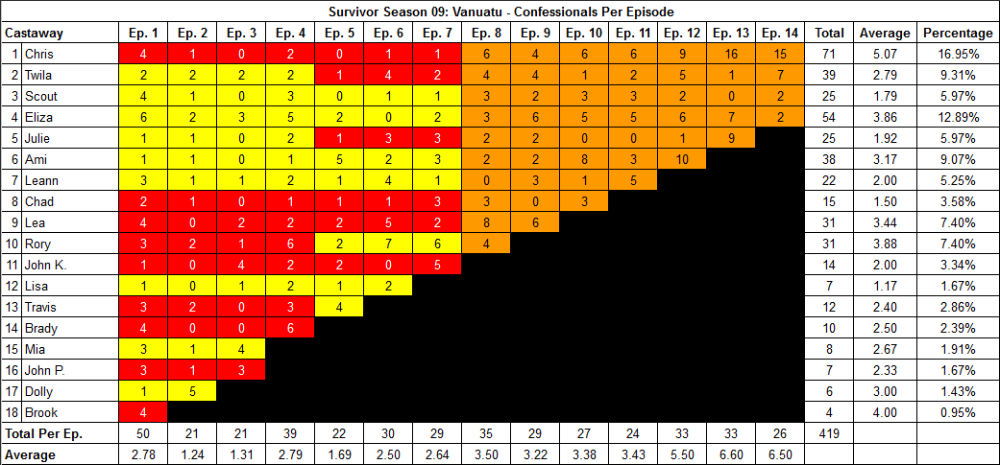 Survivor Season 09: Vanuatu - Confessionals Per Episode
Castaway Ep. 1 Ep. 2 Ep. 3 Ep. 4 Ep. 5 Ep. 6 Ep. 7 Ep. 8 Ep. 9 Ep. 10 Ep. 11 Ep. 12 Ep. 13 Ep. 14 Total Average Percentage
1 Chris 4 1 0 2 0 1 1 6 4 6 6 9 16 15 71 5.07 16.95%
2 Twila 2 2 2 2 1 4 2 4 4 1 2 5 1 7 39 2.79 9.31%
3 Scout 4 1 0 3 0 1 1 3 2 3 3 2 0 2 25 1.79 5.97%
4 Eliza 6 2 3 5 2 0 2 3 6 5 5 6 7 2 54 3.86 12.89%
5 Julie 1 1 0 2 1 3 3 2 2 0 0 1 9 25 1.92 5.97%
6 Ami 1 1 0 1 5 2 3 2 2 8 3 10 38 3.17 9.07%
7 Leann 3 1 1 2 1 4 1 0 3 1 5 22 2.00 5.25%
8 Chad 2 1 0 1 1 1 3 3 0 3 15 1.50 3.58%
9 Lea 4 0 2 2 2 5 2 8 6 31 3.44 7.40%
10 Rory 3 2 1 6 2 7 6 4 31 3.88 7.40%
11 John K. 1 0 4 2 2 0 5 14 2.00 3.34%
12 Lisa 1 0 1 2 1 2 7 1.17 1.67%
13 Travis 3 2 0 3 4 12 2.40 2.86%
14 Brady 4 0 0 6 10 2.50 2.39%
15 Mia 3 1 4 8 2.67 1.91%
16 John P. 3 1 3 7 2.33 1.67%
17 Dolly 1 5 6 3.00 1.43%
18 Brook 4 4 4.00 0.95%
Total Per Ep. 50 21 21 39 22 30 29 35 29 27 24 33 33 26 419
Average 2.78 1.24 1.31 2.79 1.69 2.50 2.64 3.50 3.22 3.38 3.43 5.50 6.60 6.50